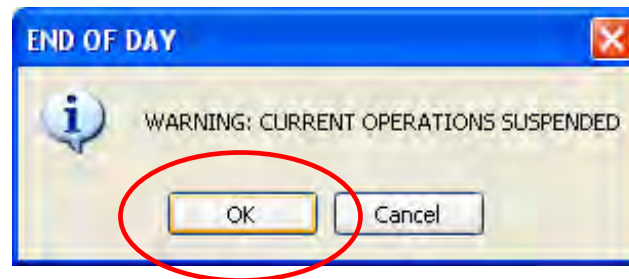 END OF DAY
WARNING: CURRENT OPERATIONS SUSPENDED
OK
Cancel